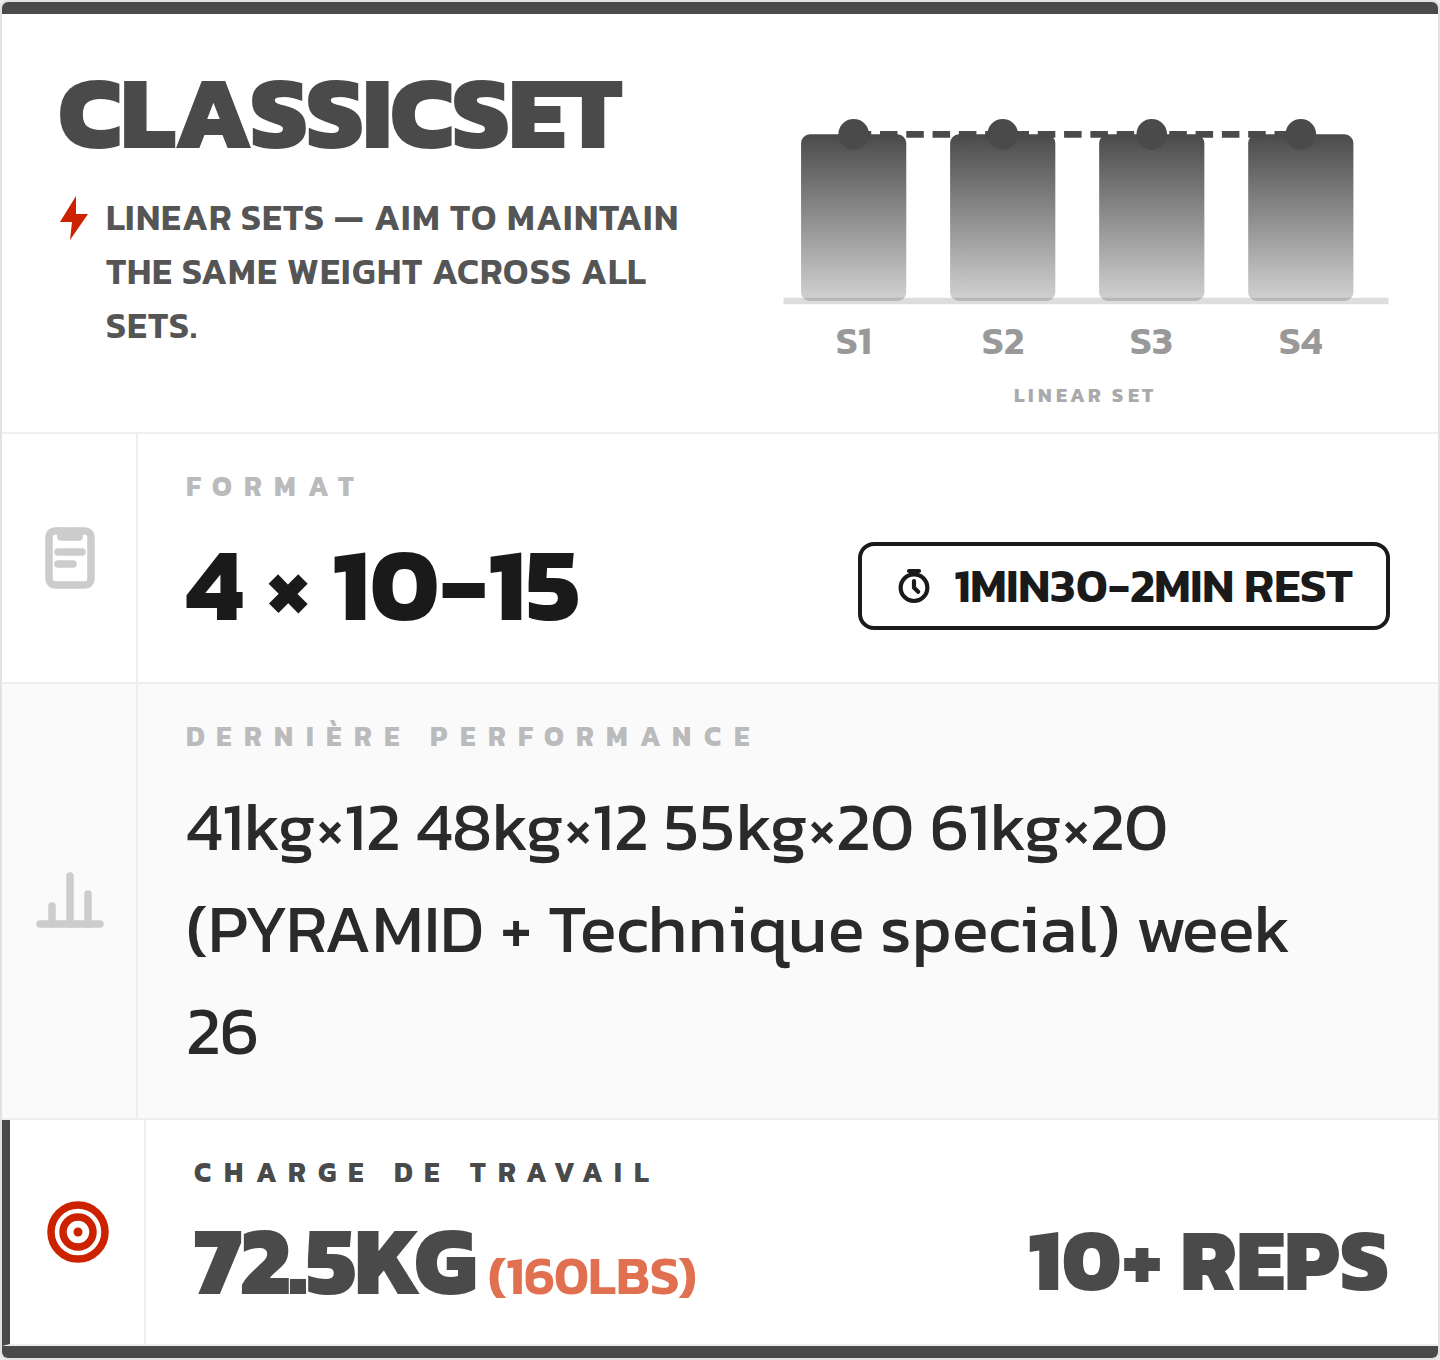 CLASSICSET
LINEAR SETS — AIM TO MAINTAIN
THE SAME WEIGHT ACROSS ALL
SETS.
S1 S2 S3 S4
LINEAR SET
FORMAT
4 × 10–15
1MIN30–2MIN REST
DERNIÈRE PERFORMANCE
41kg×12 48kg×12 55kg×20 61kg×20
(PYRAMID + Technique special) week
26
CHARGE DE TRAVAIL
72.5KG (160LBS)
10+ REPS